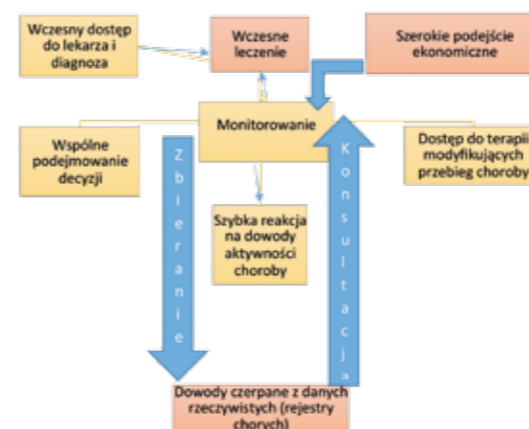 Wczesny dostęp
do lekarza i
diagnoza
Wczesne
leczenie
Szerokie podejście
ekonomiczne
Monitorowanie
Wspólne
podejmowanie
decyzji
Dostęp do terapii
modyfikujących
przebieg choroby
Zbieranie
Konsultacja
Szybka reakcja
na dowody
aktywności
choroby
Dowody czerpane z danych
rzeczywistych (rejestry
chorych)